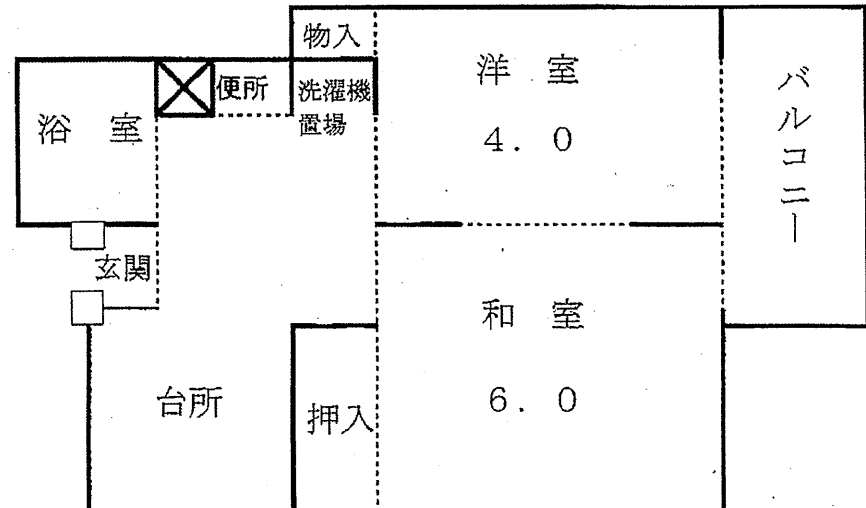 物入
洋 室
4.0
バルコニー
便所
洗濯機
置場
浴 室
玄関
和 室
6.0
台所
押入